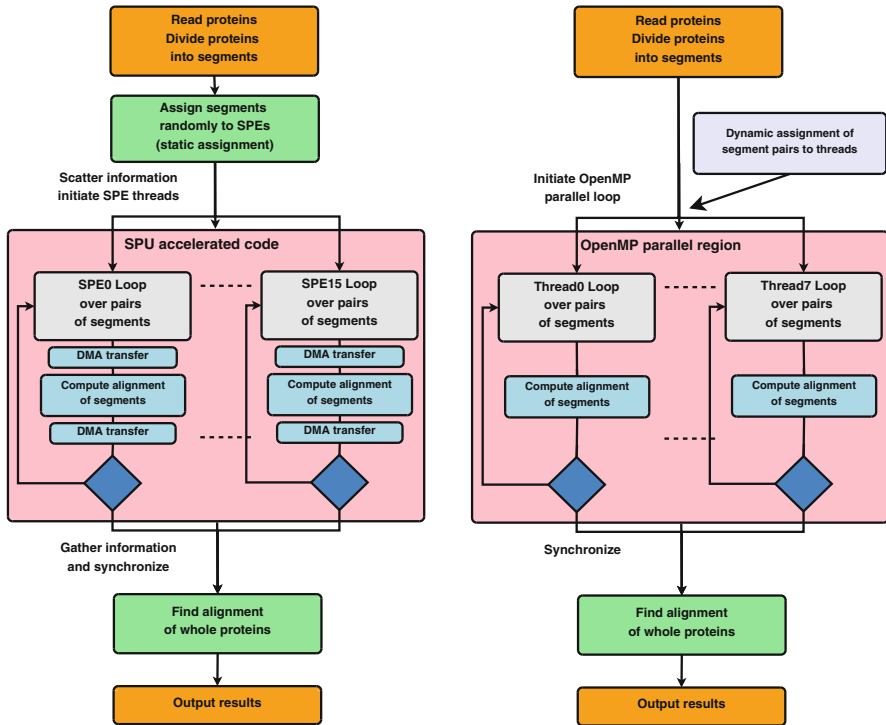 Read proteins
Divide proteins
into segments
Assign segments
randomly to SPEs
(static assignment)
Scatter information
initiate SPE threads
SPU accelerated code
SPE0 Loop
over pairs
of segments
SPE15 Loop
over pairs
of segments
DMA transfer
DMA transfer
Compute alignment
of segments
Compute alignment
of segments
DMA transfer
DMA transfer
Gather information
and synchronize
Find alignment
of whole proteins
Output results
Read proteins
Divide proteins
into segments
Dynamic assignment of
segment pairs to threads
Initiate OpenMP
parallel loop
OpenMP parallel region
Thread0 Loop
over pairs
of segments
Thread7 Loop
over pairs
of segments
Compute alignment
of segments
Compute alignment
of segments
Synchronize
Find alignment
of whole proteins
Output results